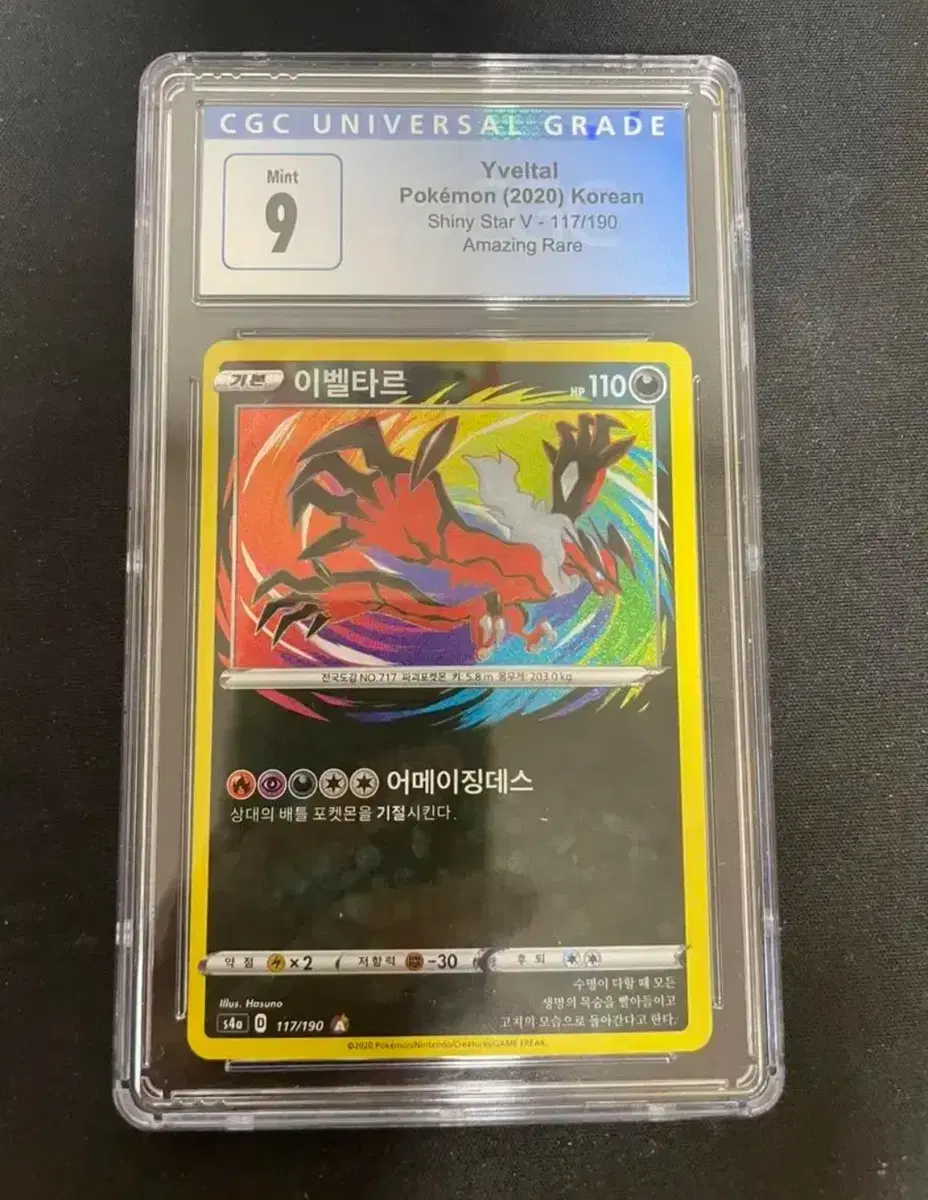 CGC UNIVERSAL GRADE
Mint
9
Yveltal
Pokémon (2020) Korean
Shiny Star V - 117/190
Amazing Rare
기본 이벨타르 HP 110
전국도감 NO.717 파괴포켓몬 키: 5.8 m 몸무게: 203.0 kg
어메이징데스
상대의 배틀 포켓몬을 기절시킨다.
약점 ×2 저항력 -30 후퇴
수명이 다할 때 모든
생명의 목숨을 빨아들이고
고치의 모습으로 돌아간다고 한다.
Illus. Hasuno
s4a D 117/190 A
©2020 Pokémon/Nintendo/Creatures/GAME FREAK.